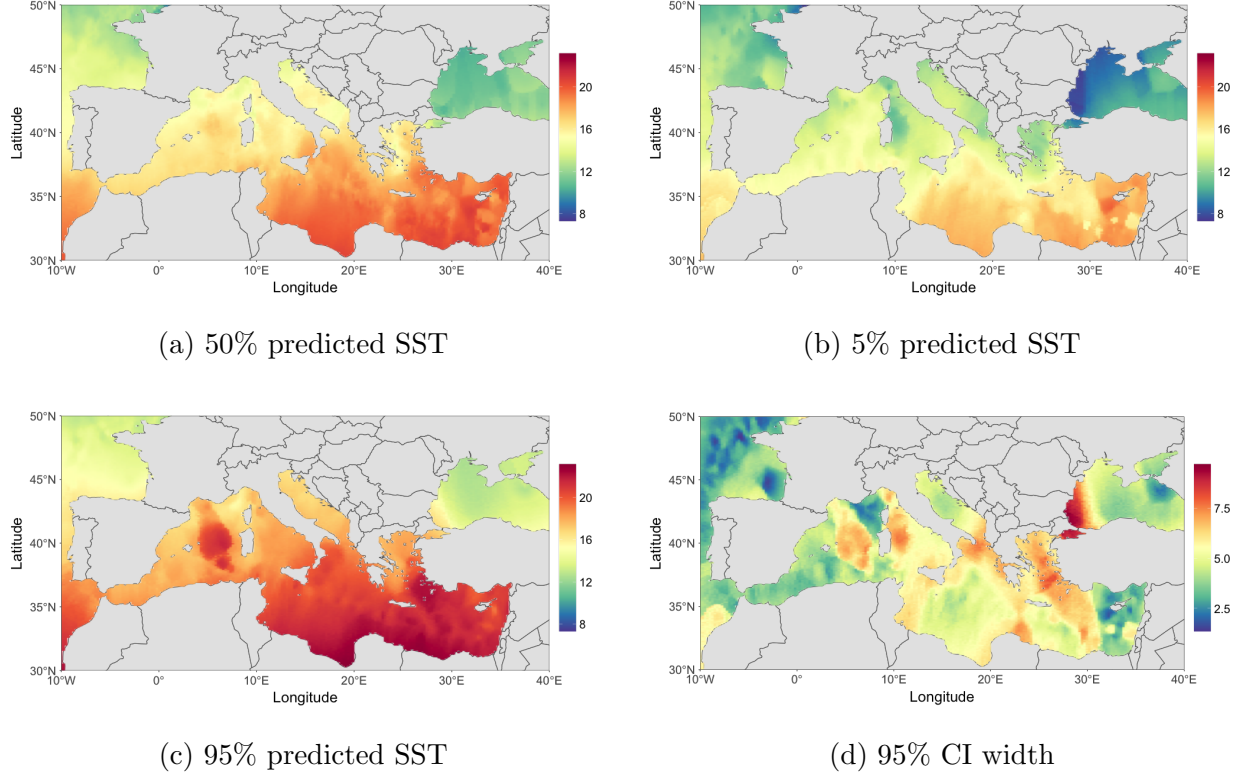 50°N
45°N
40°N
35°N
30°N
Latitude
10°W 0° 10°E 20°E 30°E 40°E
Longitude
20
16
12
8
(a) 50% predicted SST
50°N
45°N
40°N
35°N
30°N
Latitude
10°W 0° 10°E 20°E 30°E 40°E
Longitude
20
16
12
8
(b) 5% predicted SST
50°N
45°N
40°N
35°N
30°N
Latitude
10°W 0° 10°E 20°E 30°E 40°E
Longitude
20
16
12
8
(c) 95% predicted SST
50°N
45°N
40°N
35°N
30°N
Latitude
10°W 0° 10°E 20°E 30°E 40°E
Longitude
7.5
5.0
2.5
(d) 95% CI width